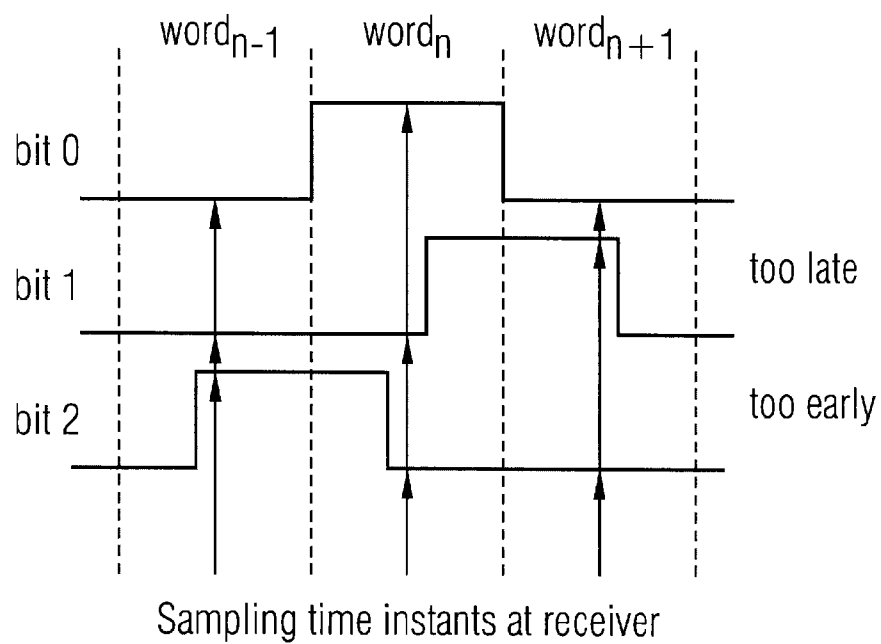 word n-1 word n word n+1
bit 0
bit 1 too late
bit 2 too early
Sampling time instants at receiver